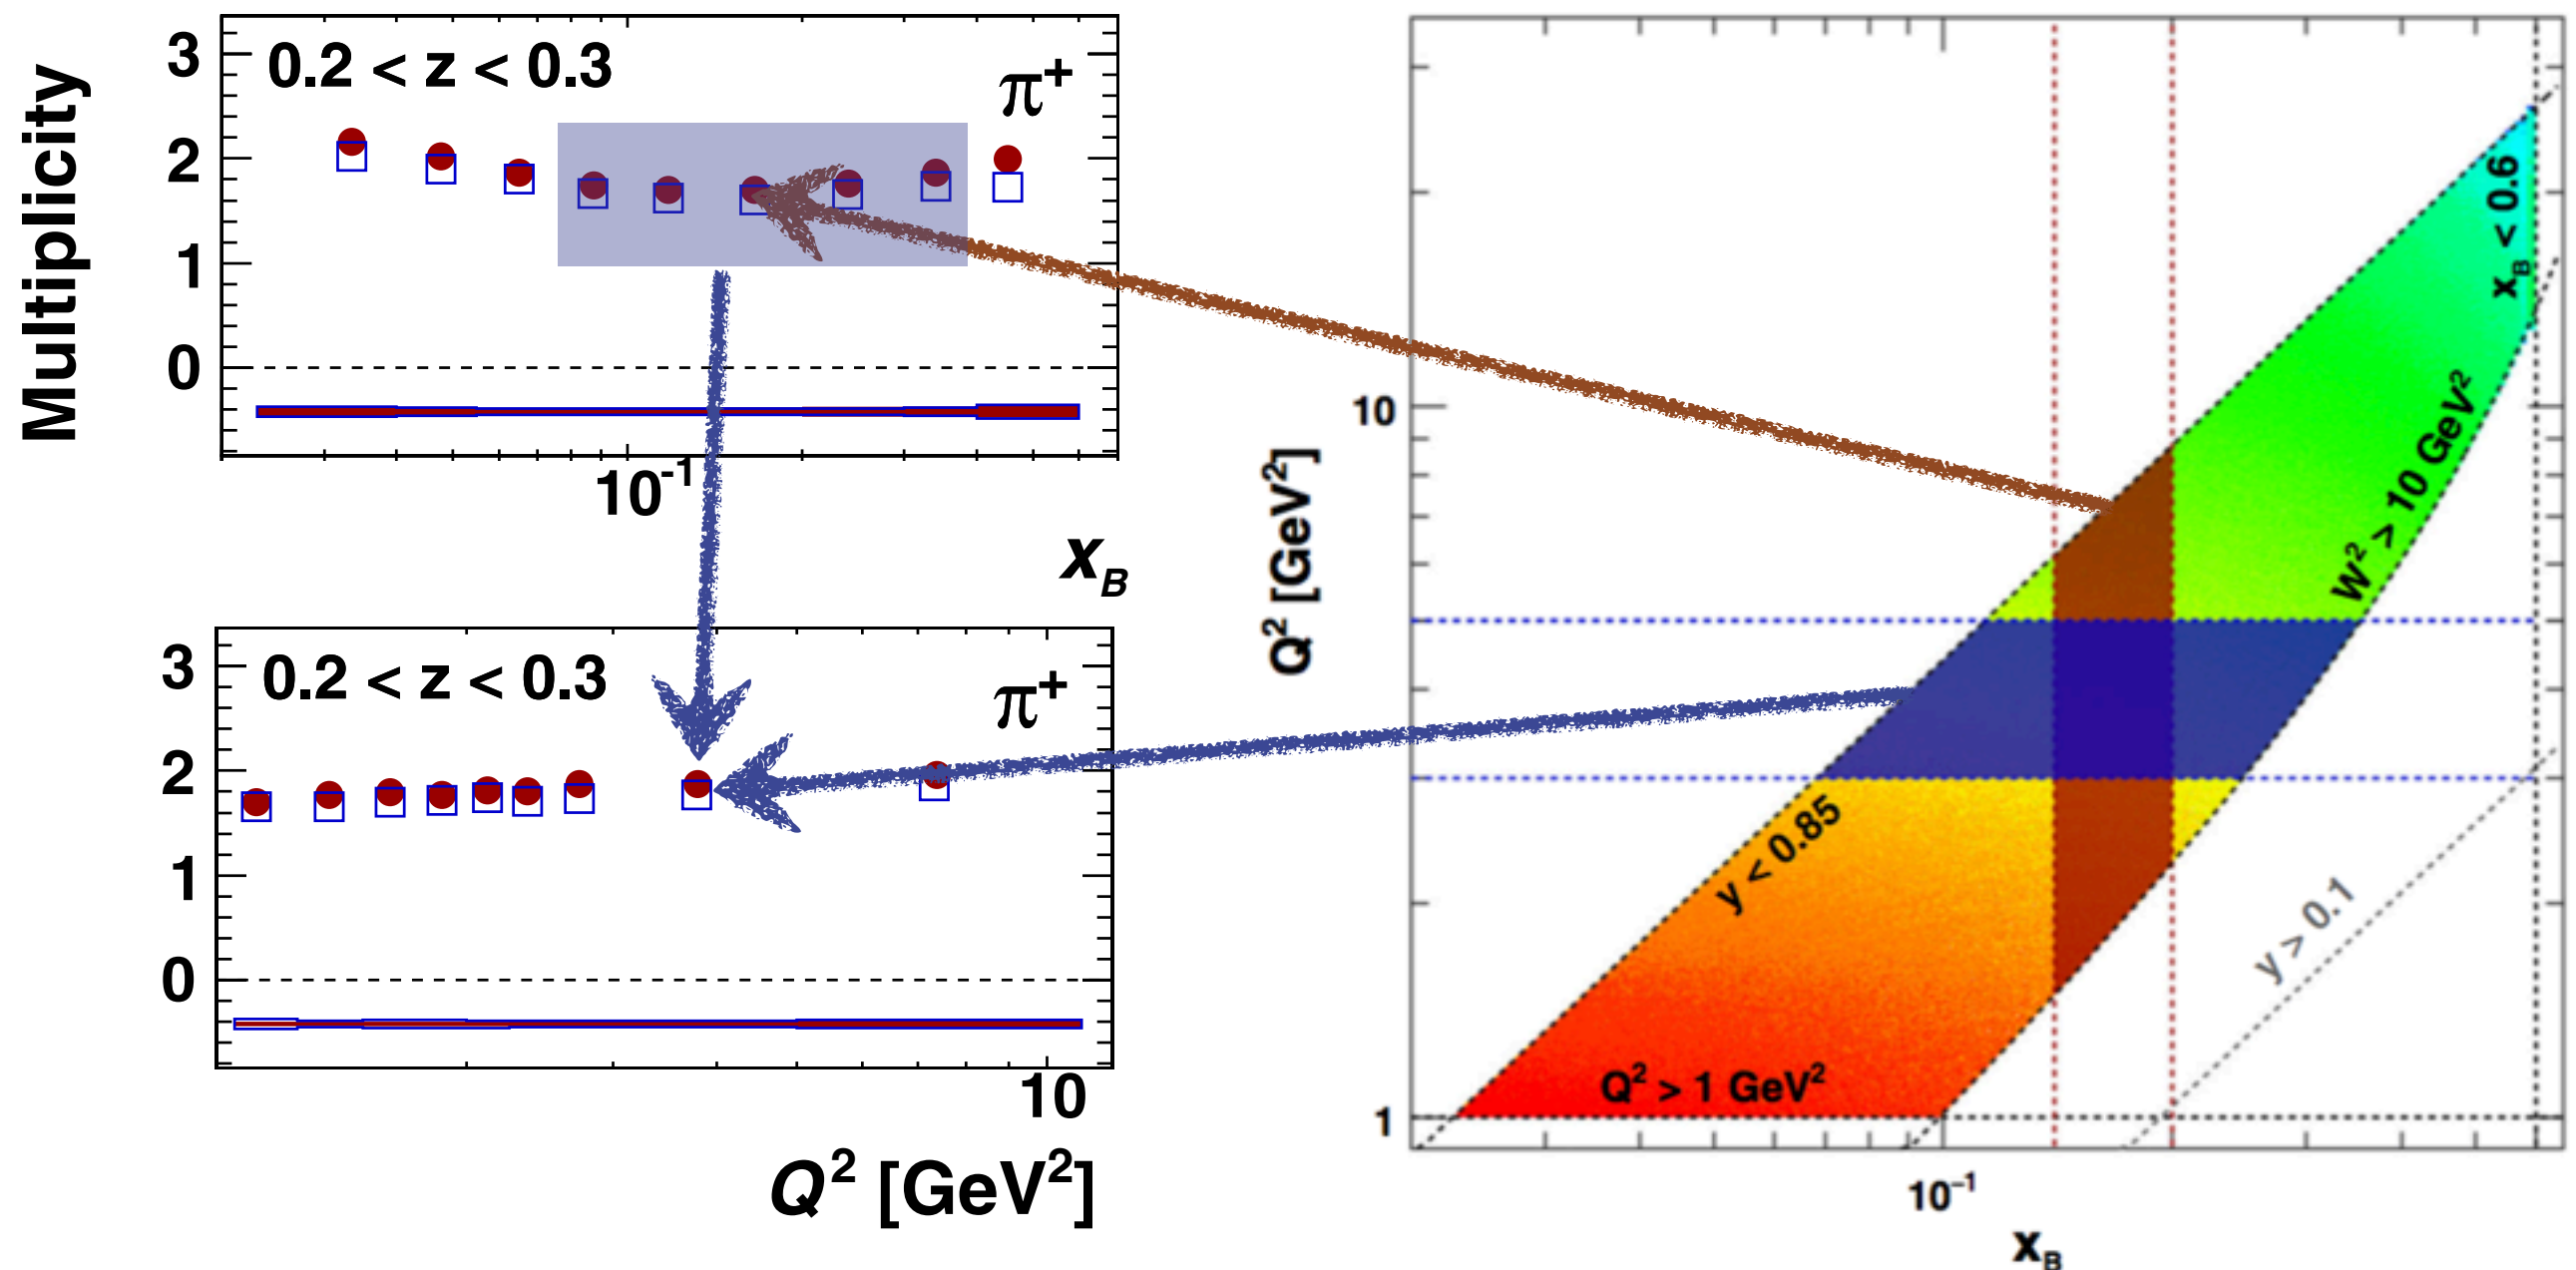 Multiplicity
3
2
1
0
0.2 < z < 0.3
π⁺
10⁻¹
x_B
3
2
1
0
0.2 < z < 0.3
π⁺
10
Q² [GeV²]
Q² [GeV²]
10
1
x_B < 0.6
W² > 10 GeV²
y < 0.85
y > 0.1
Q² > 1 GeV²
10⁻¹
x_B